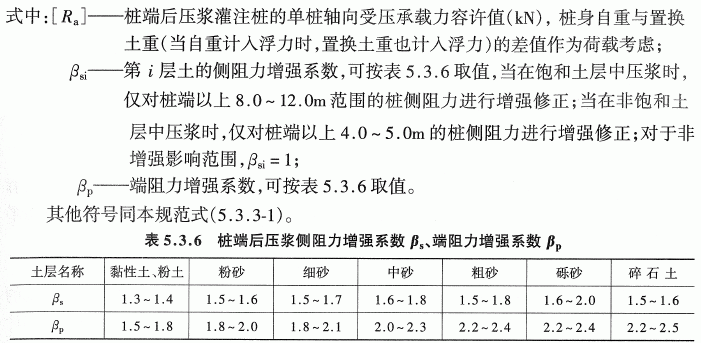 式中:[Ra]——桩端后压浆灌注桩的单桩轴向受压承载力容许值(kN), 桩身自重与置换
土重(当自重计入浮力时,置换土重也计入浮力)的差值作为荷载考虑;
βsi——第 i 层土的侧阻力增强系数,可按表 5.3.6 取值,当在饱和土层中压浆时,
仅对桩端以上 8.0~12.0m 范围的桩侧阻力进行增强修正;当在非饱和土
层中压浆时,仅对桩端以上 4.0~5.0m 的桩侧阻力进行增强修正;对于非
增强影响范围,βsi=1;
βp——端阻力增强系数,可按表 5.3.6 取值。
其他符号同本规范式(5.3.3-1)。
表 5.3.6 桩端后压浆侧阻力增强系数 βs、端阻力增强系数 βp
土层名称 黏性土、粉土 粉砂 细砂 中砂 粗砂 砾砂 碎石土
βs 1.3~1.4 1.5~1.6 1.5~1.7 1.6~1.8 1.5~1.8 1.6~2.0 1.5~1.6
βp 1.5~1.8 1.8~2.0 1.8~2.1 2.0~2.3 2.2~2.4 2.2~2.4 2.2~2.5